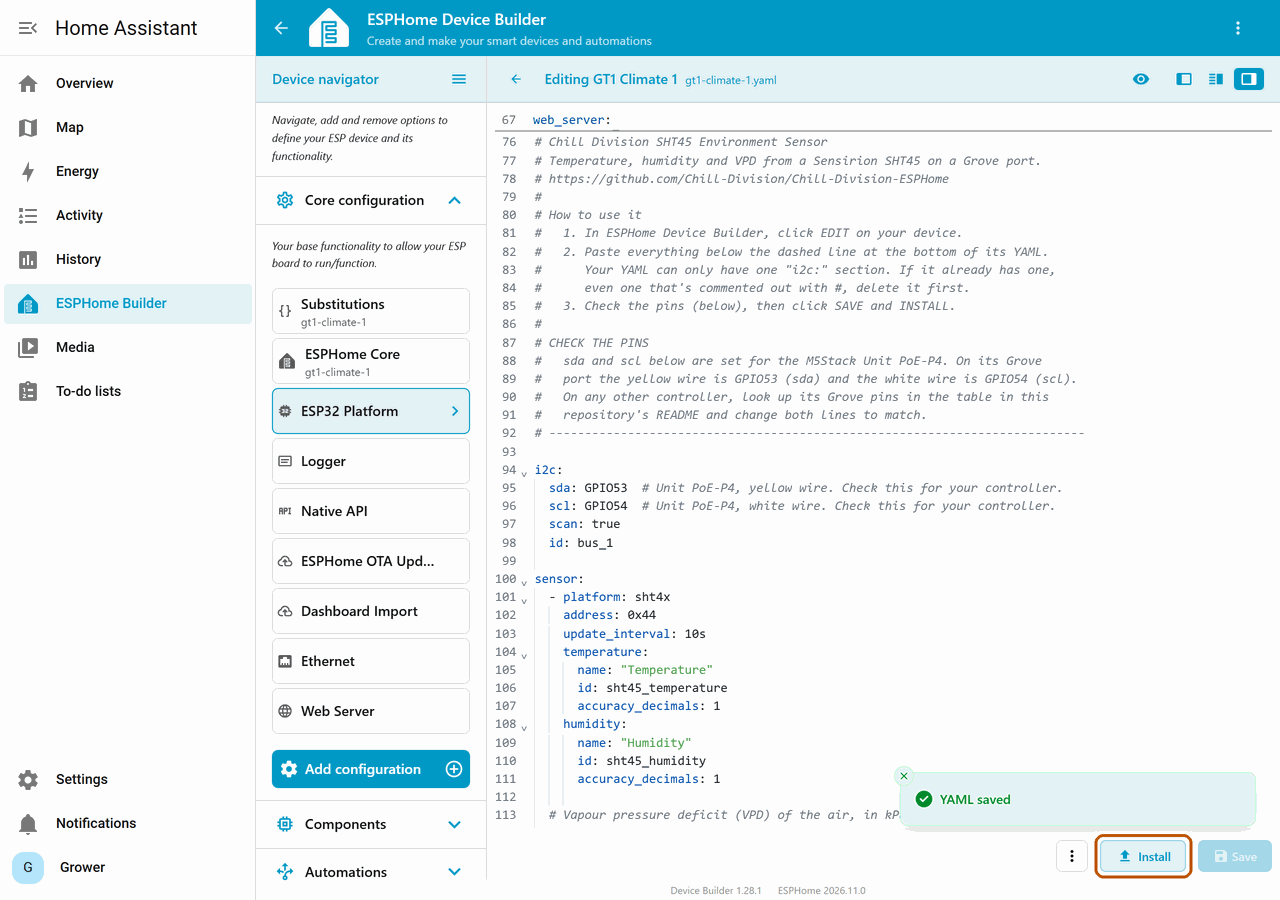 Home Assistant
Overview
Map
Energy
Activity
History
ESPHome Builder
Media
To-do lists
Settings
Notifications
G
Grower
ESPHome Device Builder
Create and make your smart devices and automations
Device navigator
Navigate, add and remove options to
define your ESP device and its
functionality.
Core configuration
Your base functionality to allow your ESP
board to run/function.
Substitutions
gt1-climate-1
ESPHome Core
gt1-climate-1
ESP32 Platform
Logger
API
Native API
ESPHome OTA Upd...
Dashboard Import
Ethernet
Web Server
Add configuration
Components
Automations
Editing GT1 Climate 1 gt1-climate-1.yaml
67 web_server:
76 # Chill Division SHT45 Environment Sensor
77 # Temperature, humidity and VPD from a Sensirion SHT45 on a Grove port.
78 # https://github.com/Chill-Division/Chill-Division-ESPHome
79 #
80 # How to use it
81 #   1. In ESPHome Device Builder, click EDIT on your device.
82 #   2. Paste everything below the dashed line at the bottom of its YAML.
83 #      Your YAML can only have one "i2c:" section. If it already has one,
84 #      even one that's commented out with #, delete it first.
85 #   3. Check the pins (below), then click SAVE and INSTALL.
86 #
87 # CHECK THE PINS
88 #   sda and scl below are set for the M5Stack Unit PoE-P4. On its Grove
89 #   port the yellow wire is GPIO53 (sda) and the white wire is GPIO54 (scl).
90 #   On any other controller, look up its Grove pins in the table in this
91 #   repository's README and change both lines to match.
92 # ---------------------------------------------------------------------------
93
94 i2c:
95   sda: GPIO53  # Unit PoE-P4, yellow wire. Check this for your controller.
96   scl: GPIO54  # Unit PoE-P4, white wire. Check this for your controller.
97   scan: true
98   id: bus_1
99
100 sensor:
101   - platform: sht4x
102     address: 0x44
103     update_interval: 10s
104     temperature:
105       name: "Temperature"
106       id: sht45_temperature
107       accuracy_decimals: 1
108     humidity:
109       name: "Humidity"
110       id: sht45_humidity
111       accuracy_decimals: 1
112
113   # Vapour pressure deficit (VPD) of the air, in kP
YAML saved
Install
Save
Device Builder 1.28.1 ESPHome 2026.11.0